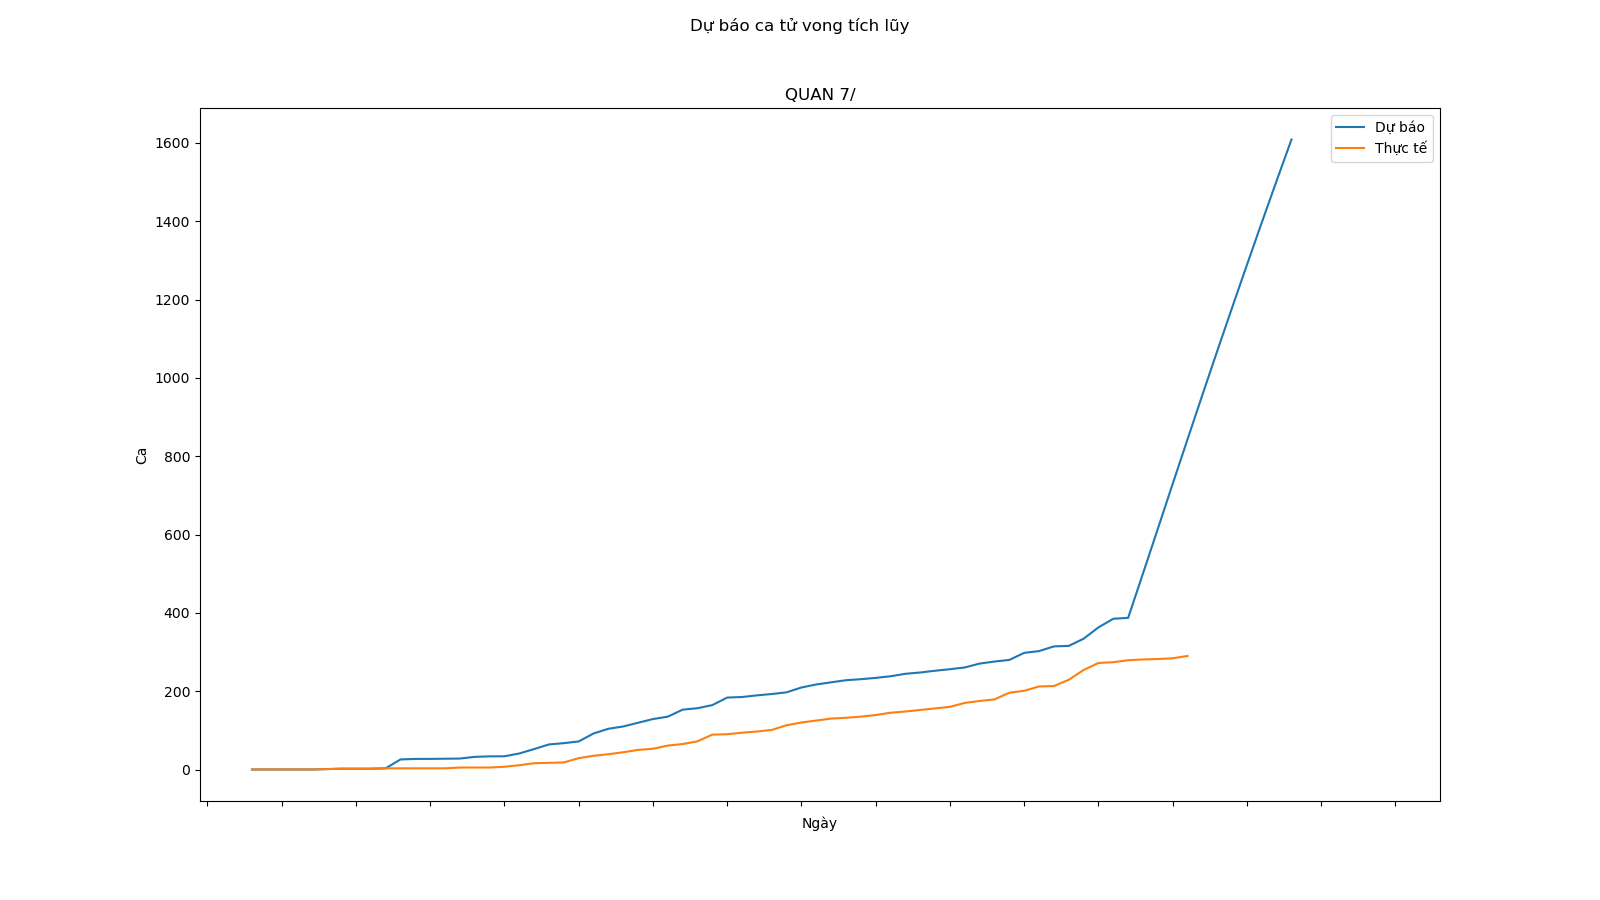 Dự báo ca tử vong tích lũy
QUAN 7/
Dự báo
Thực tế
1600
1400
1200
1000
800
600
400
200
0
Ca
Ngày